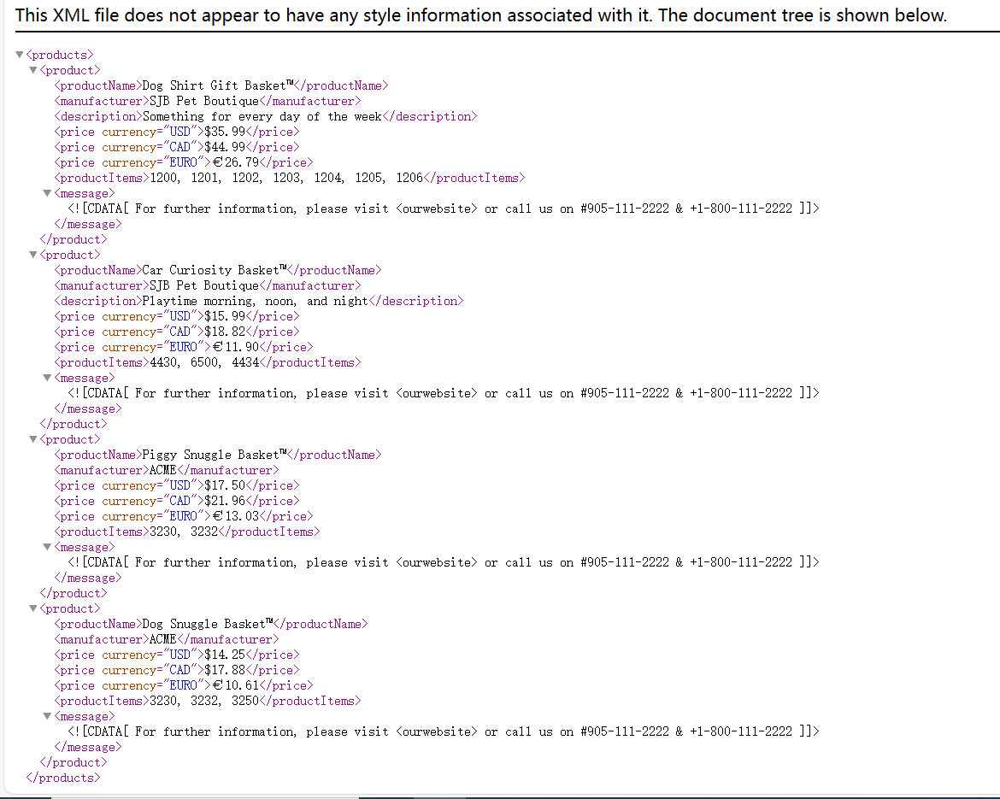 This XML file does not appear to have any style information associated with it. The document tree is shown below.
▼<products>
▼<product>
<productName>Dog Shirt Gift Basket™</productName>
<manufacturer>SJB Pet Boutique</manufacturer>
<description>Something for every day of the week</description>
<price currency="USD">$35.99</price>
<price currency="CAD">$44.99</price>
<price currency="EURO">€26.79</price>
<productItems>1200, 1201, 1202, 1203, 1204, 1205, 1206</productItems>
▼<message>
<![CDATA[ For further information, please visit <ourwebsite> or call us on #905-111-2222 & +1-800-111-2222 ]]>
</message>
</product>
▼<product>
<productName>Car Curiosity Basket™</productName>
<manufacturer>SJB Pet Boutique</manufacturer>
<description>Playtime morning, noon, and night</description>
<price currency="USD">$15.99</price>
<price currency="CAD">$18.82</price>
<price currency="EURO">€11.90</price>
<productItems>4430, 6500, 4434</productItems>
▼<message>
<![CDATA[ For further information, please visit <ourwebsite> or call us on #905-111-2222 & +1-800-111-2222 ]]>
</message>
</product>
▼<product>
<productName>Piggy Snuggle Basket™</productName>
<manufacturer>ACME</manufacturer>
<price currency="USD">$17.50</price>
<price currency="CAD">$21.96</price>
<price currency="EURO">€13.03</price>
<productItems>3230, 3232</productItems>
▼<message>
<![CDATA[ For further information, please visit <ourwebsite> or call us on #905-111-2222 & +1-800-111-2222 ]]>
</message>
</product>
▼<product>
<productName>Dog Snuggle Basket™</productName>
<manufacturer>ACME</manufacturer>
<price currency="USD">$14.25</price>
<price currency="CAD">$17.88</price>
<price currency="EURO">€10.61</price>
<productItems>3230, 3232, 3250</productItems>
▼<message>
<![CDATA[ For further information, please visit <ourwebsite> or call us on #905-111-2222 & +1-800-111-2222 ]]>
</message>
</product>
</products>